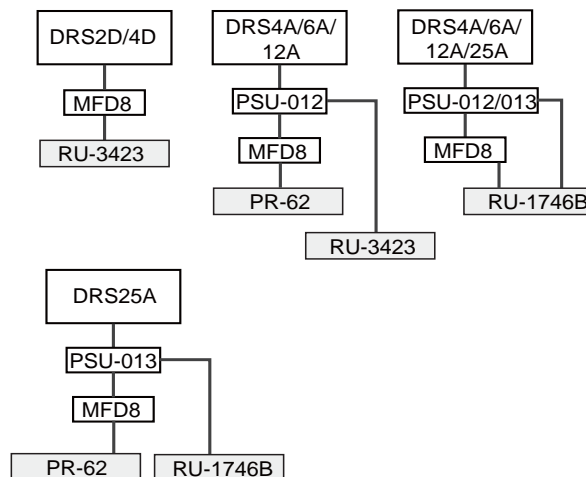 DRS2D/4D
MFD8
RU-3423
DRS4A/6A/
12A
PSU-012
MFD8
PR-62
RU-3423
DRS4A/6A/
12A/25A
PSU-012/013
MFD8
RU-1746B
DRS25A
PSU-013
MFD8
PR-62
RU-1746B